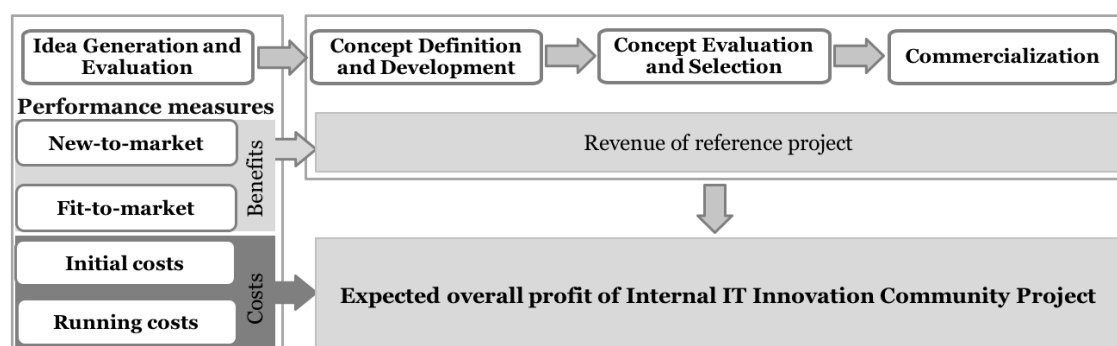 Idea Generation and
Evaluation
Concept Definition
and Development
Concept Evaluation
and Selection
Commercialization
Performance measures
New-to-market
Fit-to-market
Benefits
Revenue of reference project
Initial costs
Running costs
Costs
Expected overall profit of Internal IT Innovation Community Project